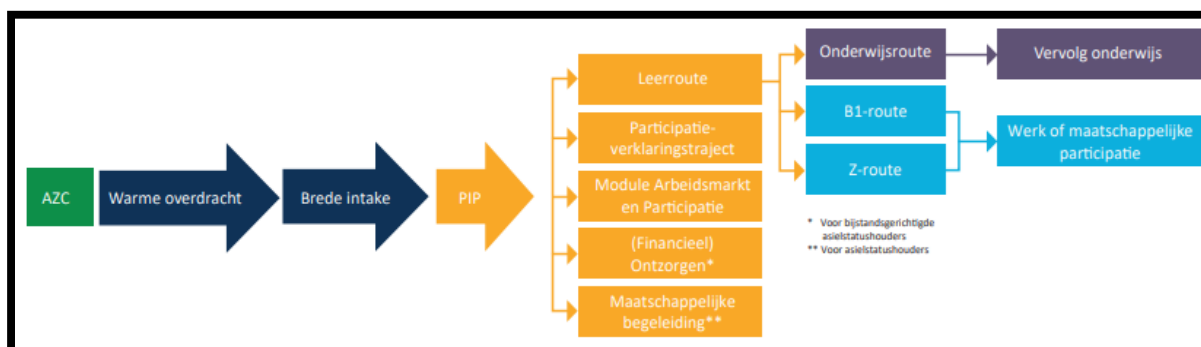 AZC
Warme overdracht
Brede intake
PIP
Leerroute
Participatie-
verklaringstraject
Module Arbeidsmarkt
en Participatie
(Financieel)
Ontzorgen*
Maatschappelijke
begeleiding**
Onderwijsroute
B1-route
Z-route
Vervolg onderwijs
Werk of maatschappelijke
participatie
* Voor bijstandsgerichtigde
asielstatushouders
** Voor asielstatushouders